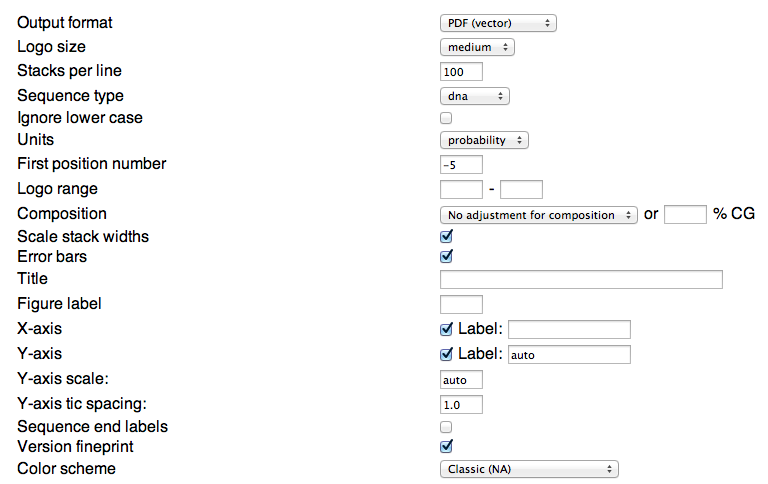 Output format PDF (vector)
Logo size medium
Stacks per line 100
Sequence type dna
Ignore lower case
Units probability
First position number -5
Logo range -
Composition No adjustment for composition or % CG
Scale stack widths
Error bars
Title
Figure label
X-axis Label:
Y-axis Label: auto
Y-axis scale: auto
Y-axis tic spacing: 1.0
Sequence end labels
Version fineprint
Color scheme Classic (NA)